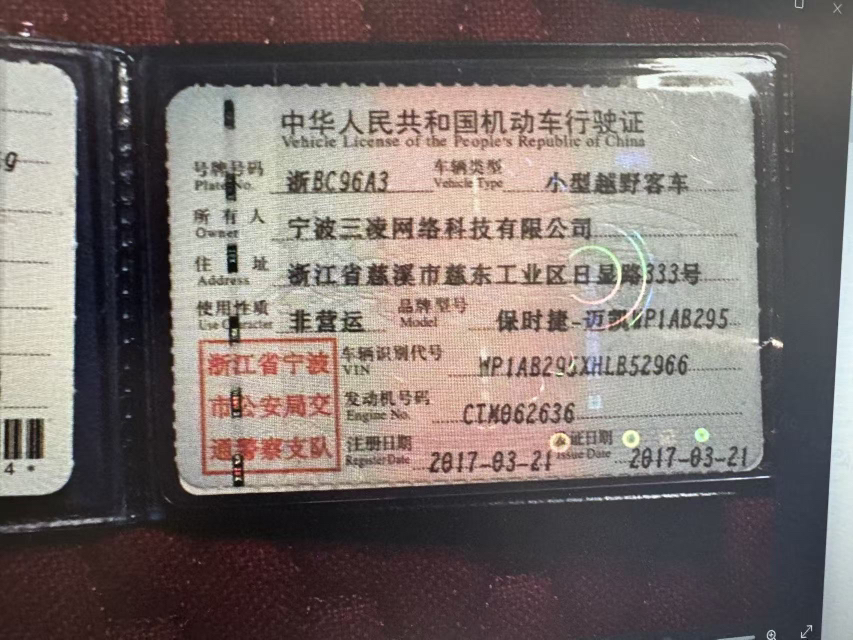 中华人民共和国机动车行驶证
Vehicle License of the People's Republic of China
号牌号码 浙BC96A3 车辆类型 小型越野客车
Plate No. Vehicle Type
所有人 宁波三凌网络科技有限公司
Owner
住址 浙江省慈溪市慈东工业区日显路333号
Address
使用性质 非营运 品牌型号 保时捷-迈凯WP1AB295
Use Character Model
浙江省宁波
市公安局交
通警察支队
车辆识别代号 WP1AB295XHLB52966
VIN
发动机号码 CTM062636
Engine No.
注册日期 2017-03-21 发证日期 2017-03-21
Register Date Issue Date
g
4 *